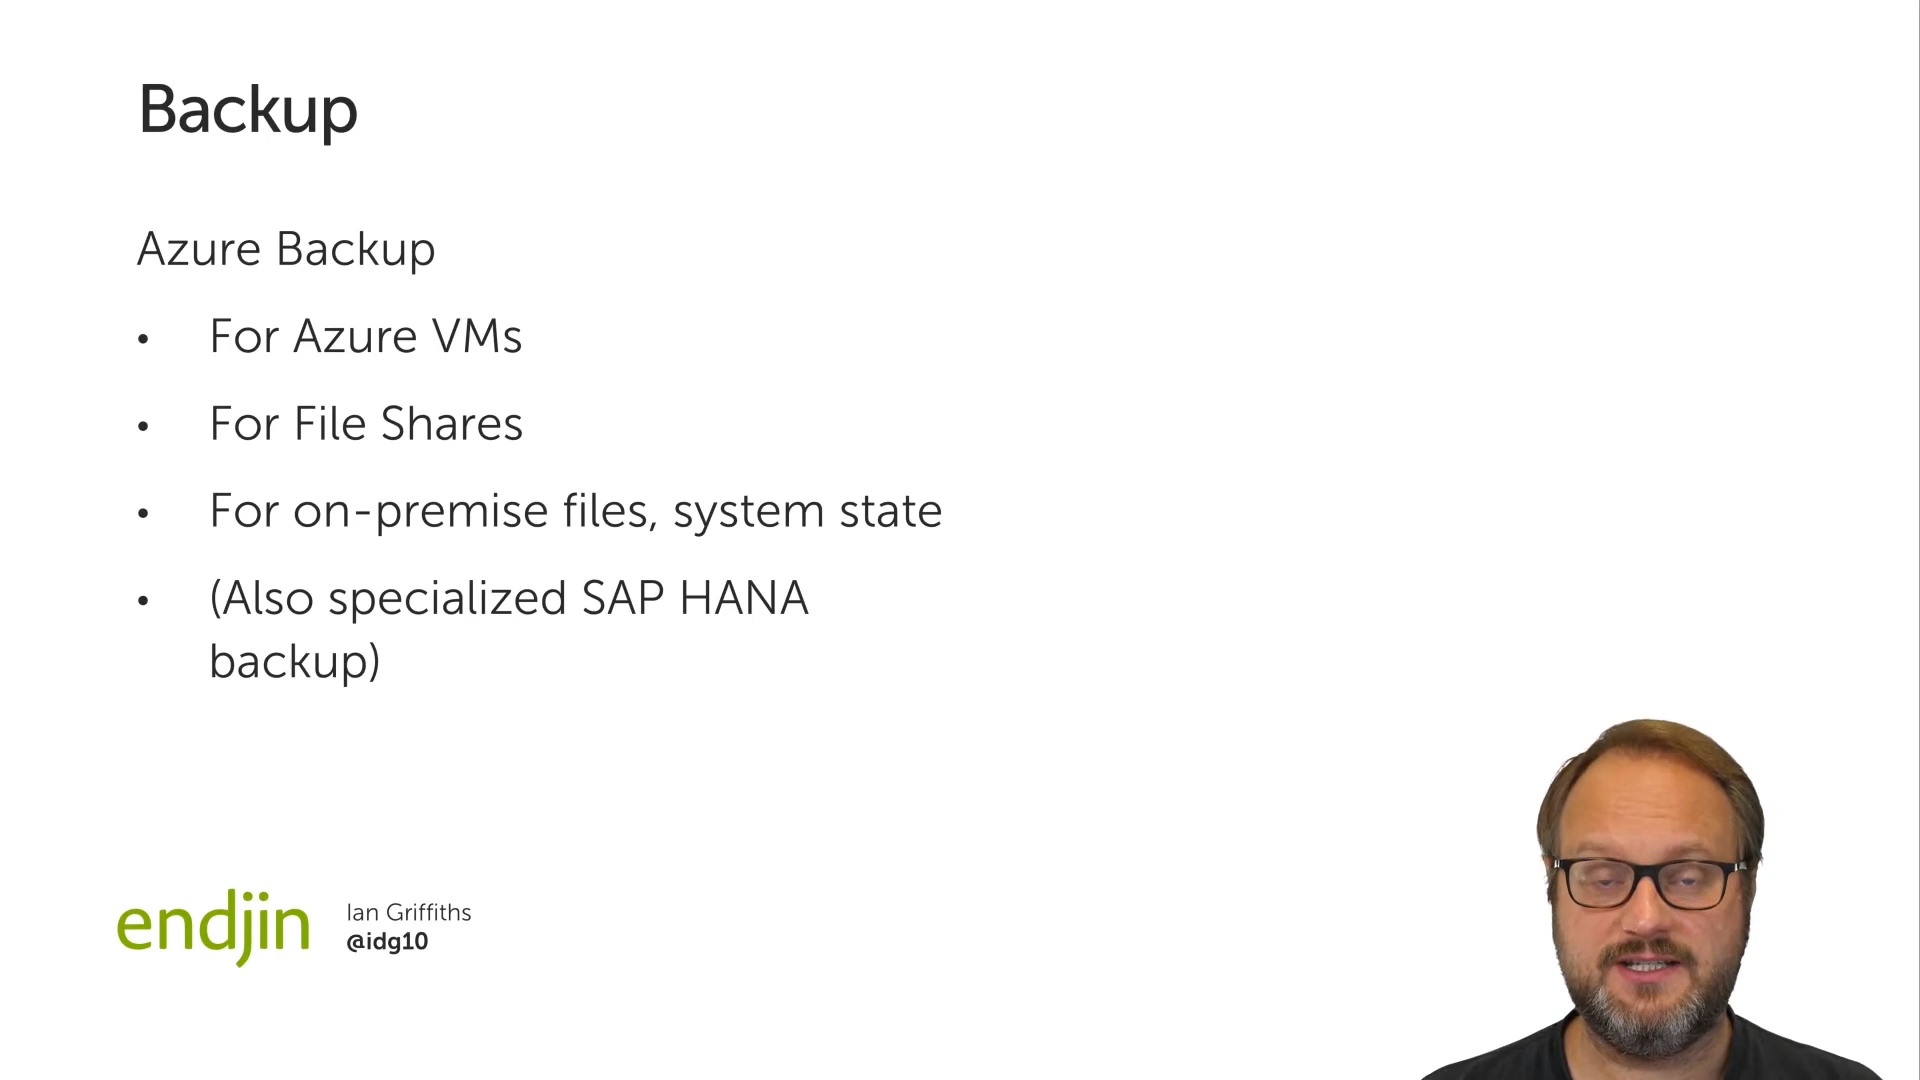 Backup
Azure Backup
• For Azure VMs
• For File Shares
• For on-premise files, system state
• (Also specialized SAP HANA
backup)
endjin
Ian Griffiths
@idg10